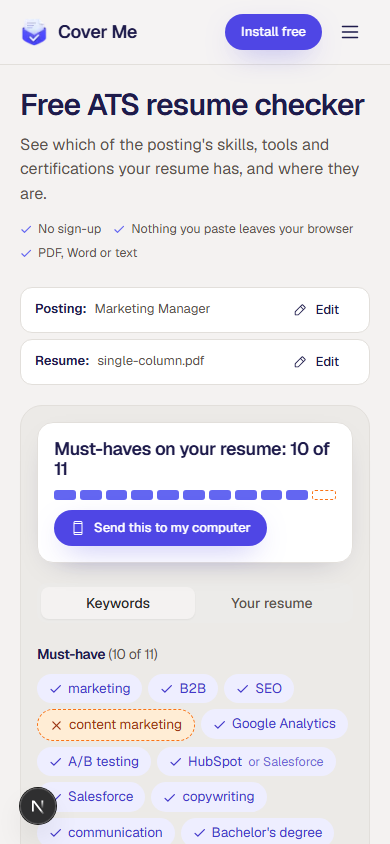 Cover Me
Install free
Free ATS resume checker
See which of the posting's skills, tools and
certifications your resume has, and where they
are.
No sign-up
Nothing you paste leaves your browser
PDF, Word or text
Posting: Marketing Manager
Edit
Resume: single-column.pdf
Edit
Must-haves on your resume: 10 of
11
Send this to my computer
Keywords
Your resume
Must-have (10 of 11)
marketing
B2B
SEO
content marketing
Google Analytics
A/B testing
HubSpot or Salesforce
Salesforce
copywriting
N
communication
Bachelor's degree